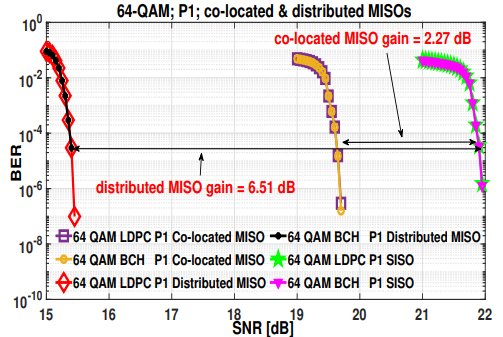 64-QAM; P1; co-located & distributed MISOs
10^0
10^-2
10^-4
10^-6
10^-8
10^-10
BER
co-located MISO gain = 2.27 dB
distributed MISO gain = 6.51 dB
64 QAM LDPC P1 Co-located MISO
64 QAM BCH P1 Distributed MISO
64 QAM BCH P1 Co-located MISO
64 QAM LDPC P1 SISO
64 QAM LDPC P1 Distributed MISO
64 QAM BCH P1 SISO
15 16 17 18 19 20 21 22
SNR [dB]